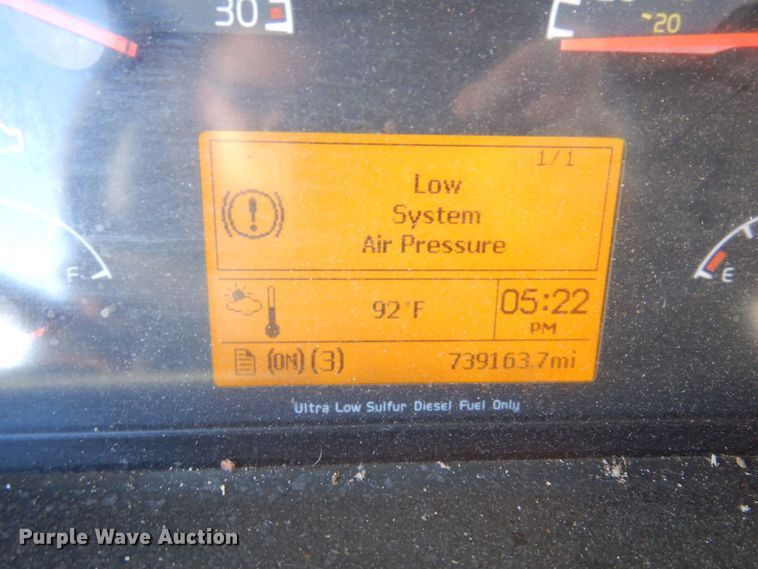 30
~20
1/1
Low
System
Air Pressure
F
E
92°F
05:22
PM
(ON) (3)
739163.7mi
Ultra Low Sulfur Diesel Fuel Only
Purple Wave Auction